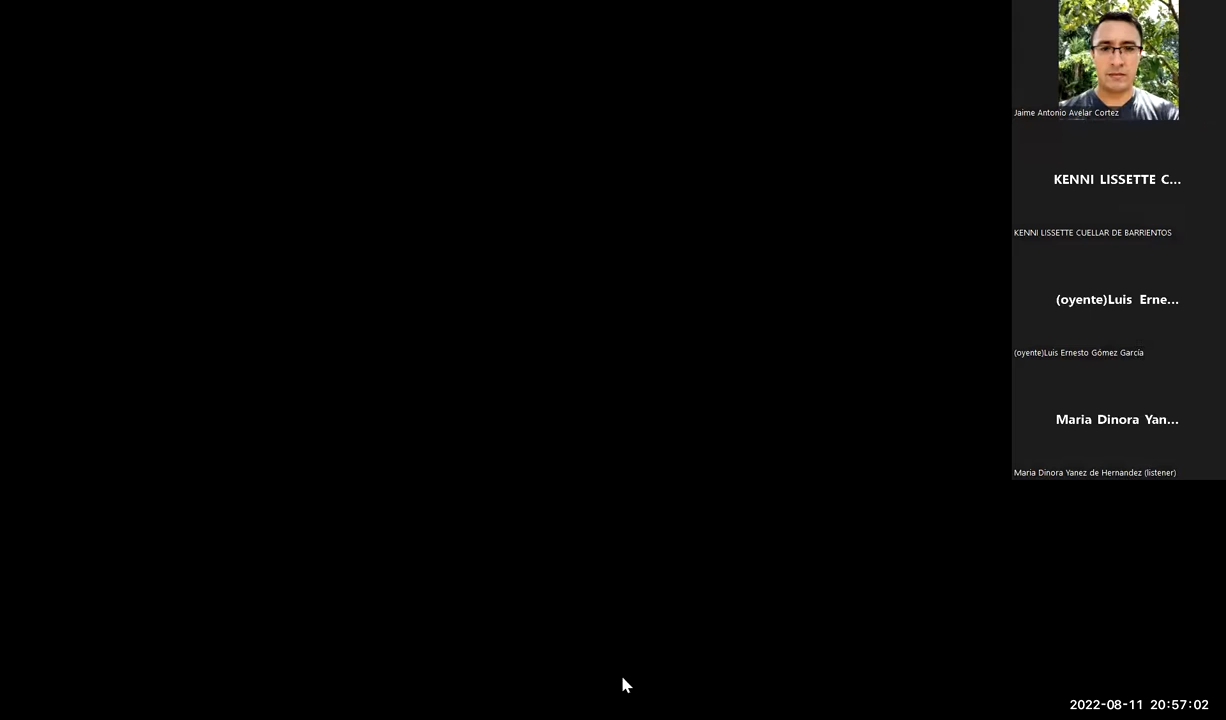 Jaime Antonio Avelar Cortez
KENNI LISSETTE C...
KENNI LISSETTE CUELLAR DE BARRIENTOS
(oyente)Luis Erne...
(oyente)Luis Ernesto Gómez García
Maria Dinora Yan...
Maria Dinora Yanez de Hernandez (listener)
2022-08-11 20:57:02